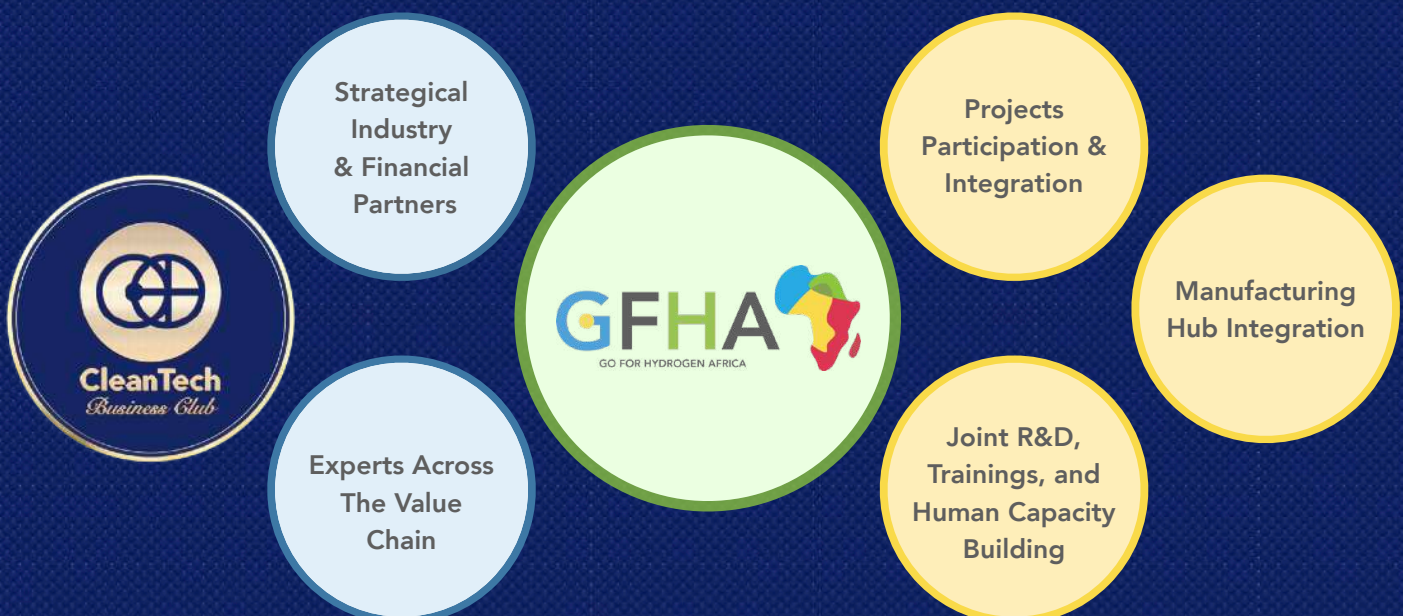 CleanTech
Business Club
Strategical
Industry
& Financial
Partners
Experts Across
The Value
Chain
GFHA
GO FOR HYDROGEN AFRICA
Projects
Participation &
Integration
Joint R&D,
Trainings, and
Human Capacity
Building
Manufacturing
Hub Integration